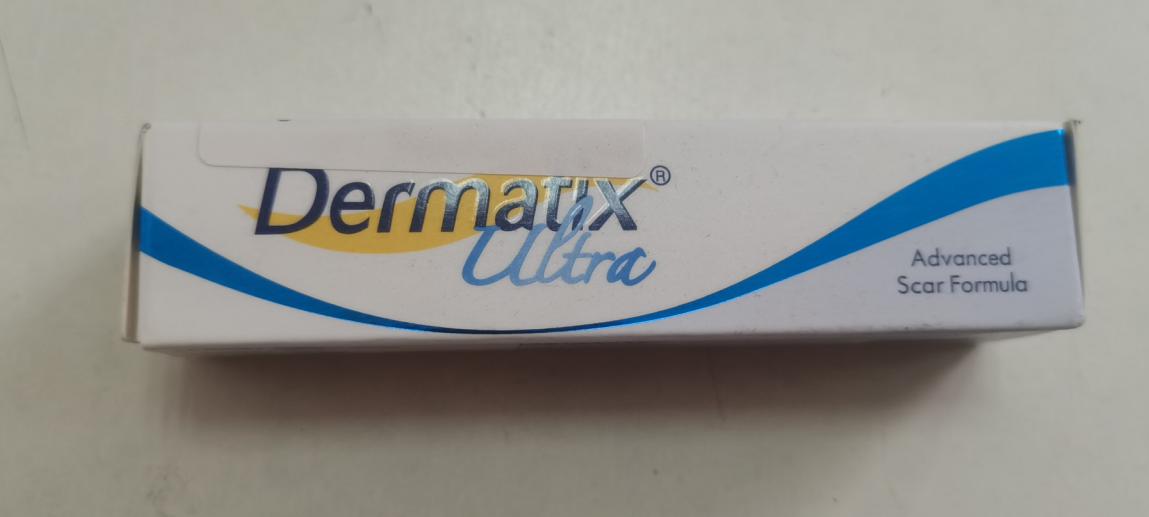 Dermatix®
Ultra
Advanced
Scar Formula